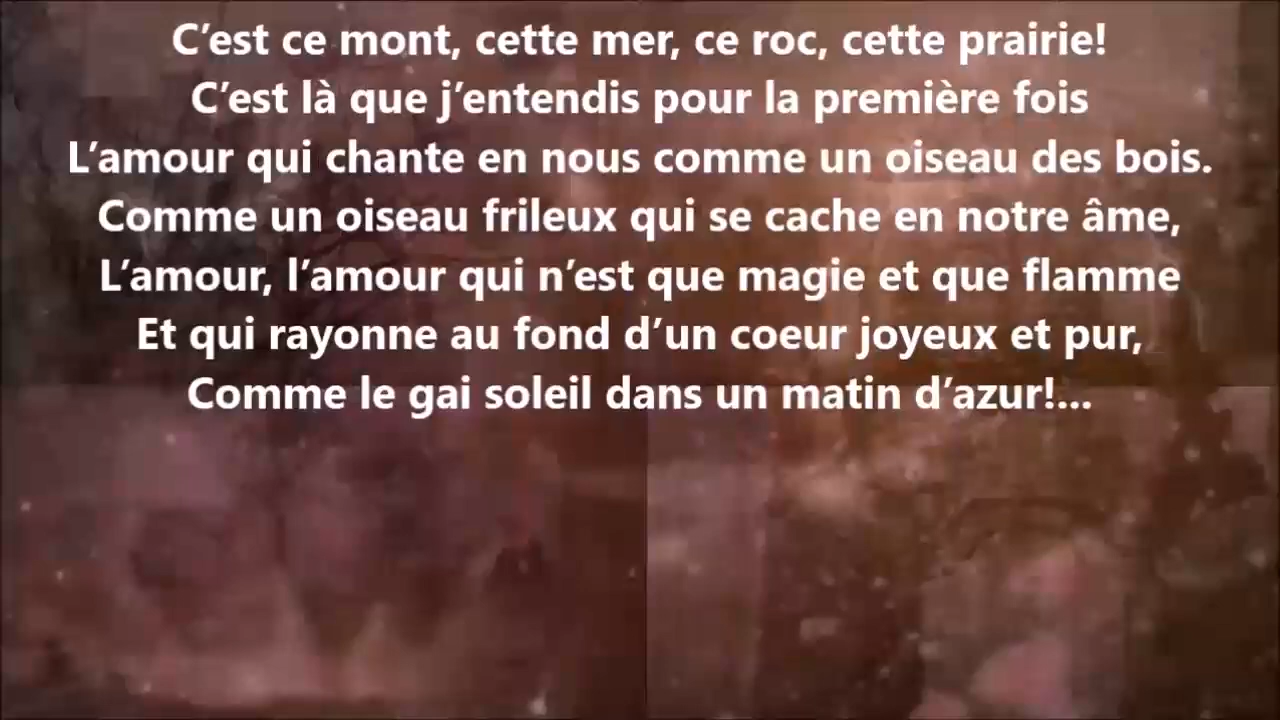 C’est ce mont, cette mer, ce roc, cette prairie!
C’est là que j’entendis pour la première fois
L’amour qui chante en nous comme un oiseau des bois.
Comme un oiseau frileux qui se cache en notre âme,
L’amour, l’amour qui n’est que magie et que flamme
Et qui rayonne au fond d’un coeur joyeux et pur,
Comme le gai soleil dans un matin d’azur!...